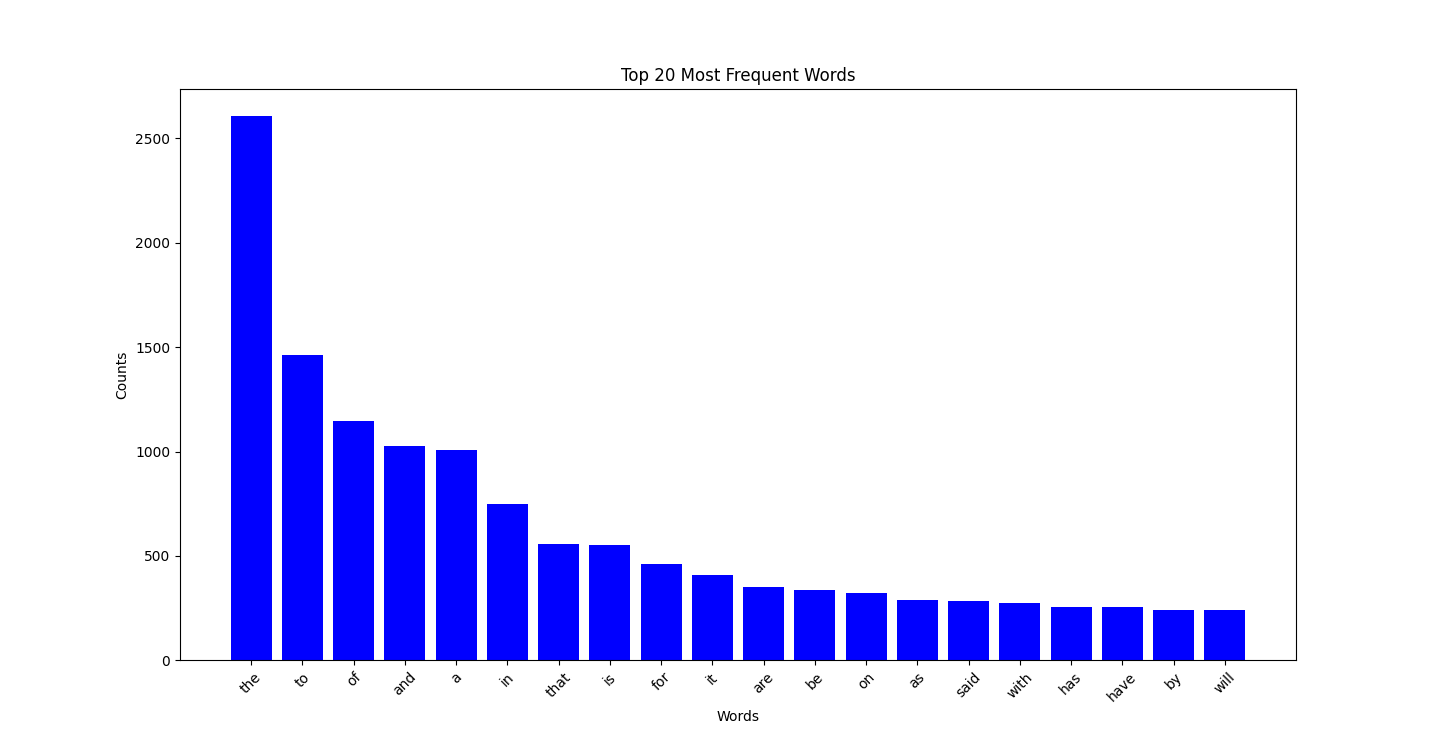 Top 20 Most Frequent Words
2500
2000
1500
1000
500
0
Counts
the
to
of
and
a
in
that
is
for
it
are
be
on
as
said
with
has
have
by
will
Words